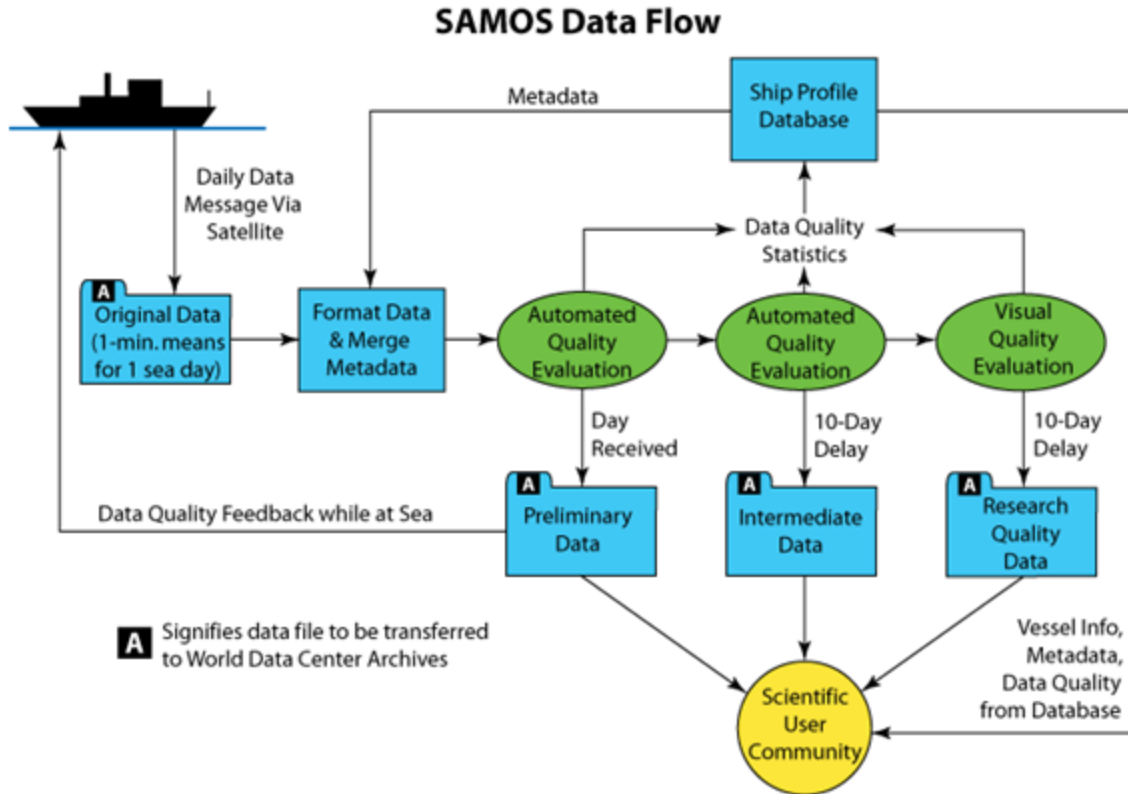 SAMOS Data Flow
Metadata
Ship Profile
Database
Daily Data
Message Via
Satellite
Data Quality
Statistics
A
Original Data
(1-min. means
for 1 sea day)
Format Data
& Merge
Metadata
Automated
Quality
Evaluation
Automated
Quality
Evaluation
Visual
Quality
Evaluation
Day
Received
10-Day
Delay
10-Day
Delay
Data Quality Feedback while at Sea
A
Preliminary
Data
A
Intermediate
Data
A
Research
Quality
Data
A
Signifies data file to be transferred
to World Data Center Archives
Scientific
User
Community
Vessel Info,
Metadata,
Data Quality
from Database